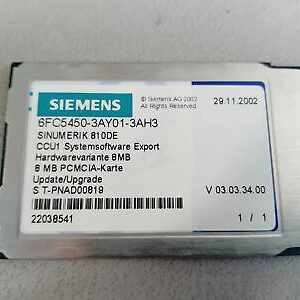 SIEMENS
© Siemens AG 2002
All Rights Reserved
29.11.2002
6FC5450-3AY01-3AH3
SINUMERIK 810DE
CCU1 Systemsoftware Export
Hardwarevariante 8MB
8 MB PCMCIA-Karte
Update/Upgrade
S T-PNAD00819
V 03.03.34.00
22038541
1 / 1